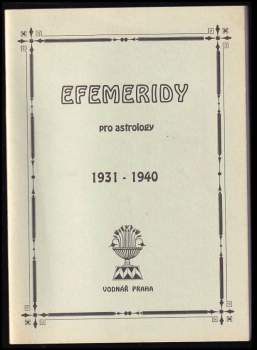 EFEMERIDY
pro astrology
1931 - 1940
VODNÁŘ PRAHA